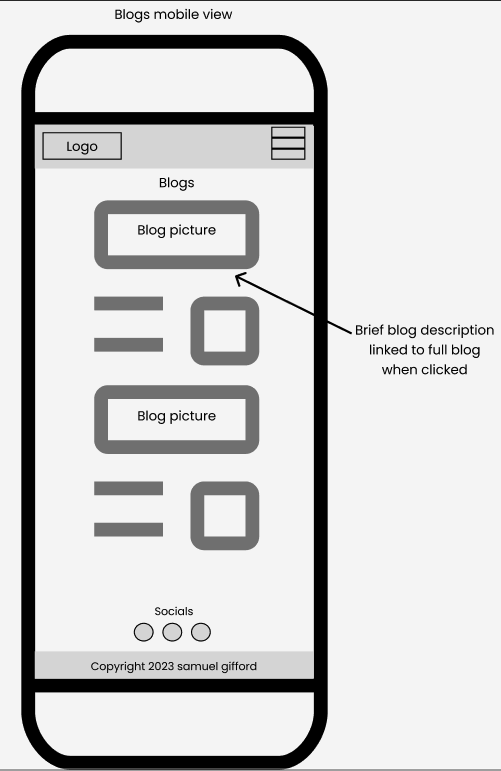 Blogs mobile view
Logo
Blogs
Blog picture
Brief blog description
linked to full blog
when clicked
Blog picture
Socials
Copyright 2023 samuel gifford